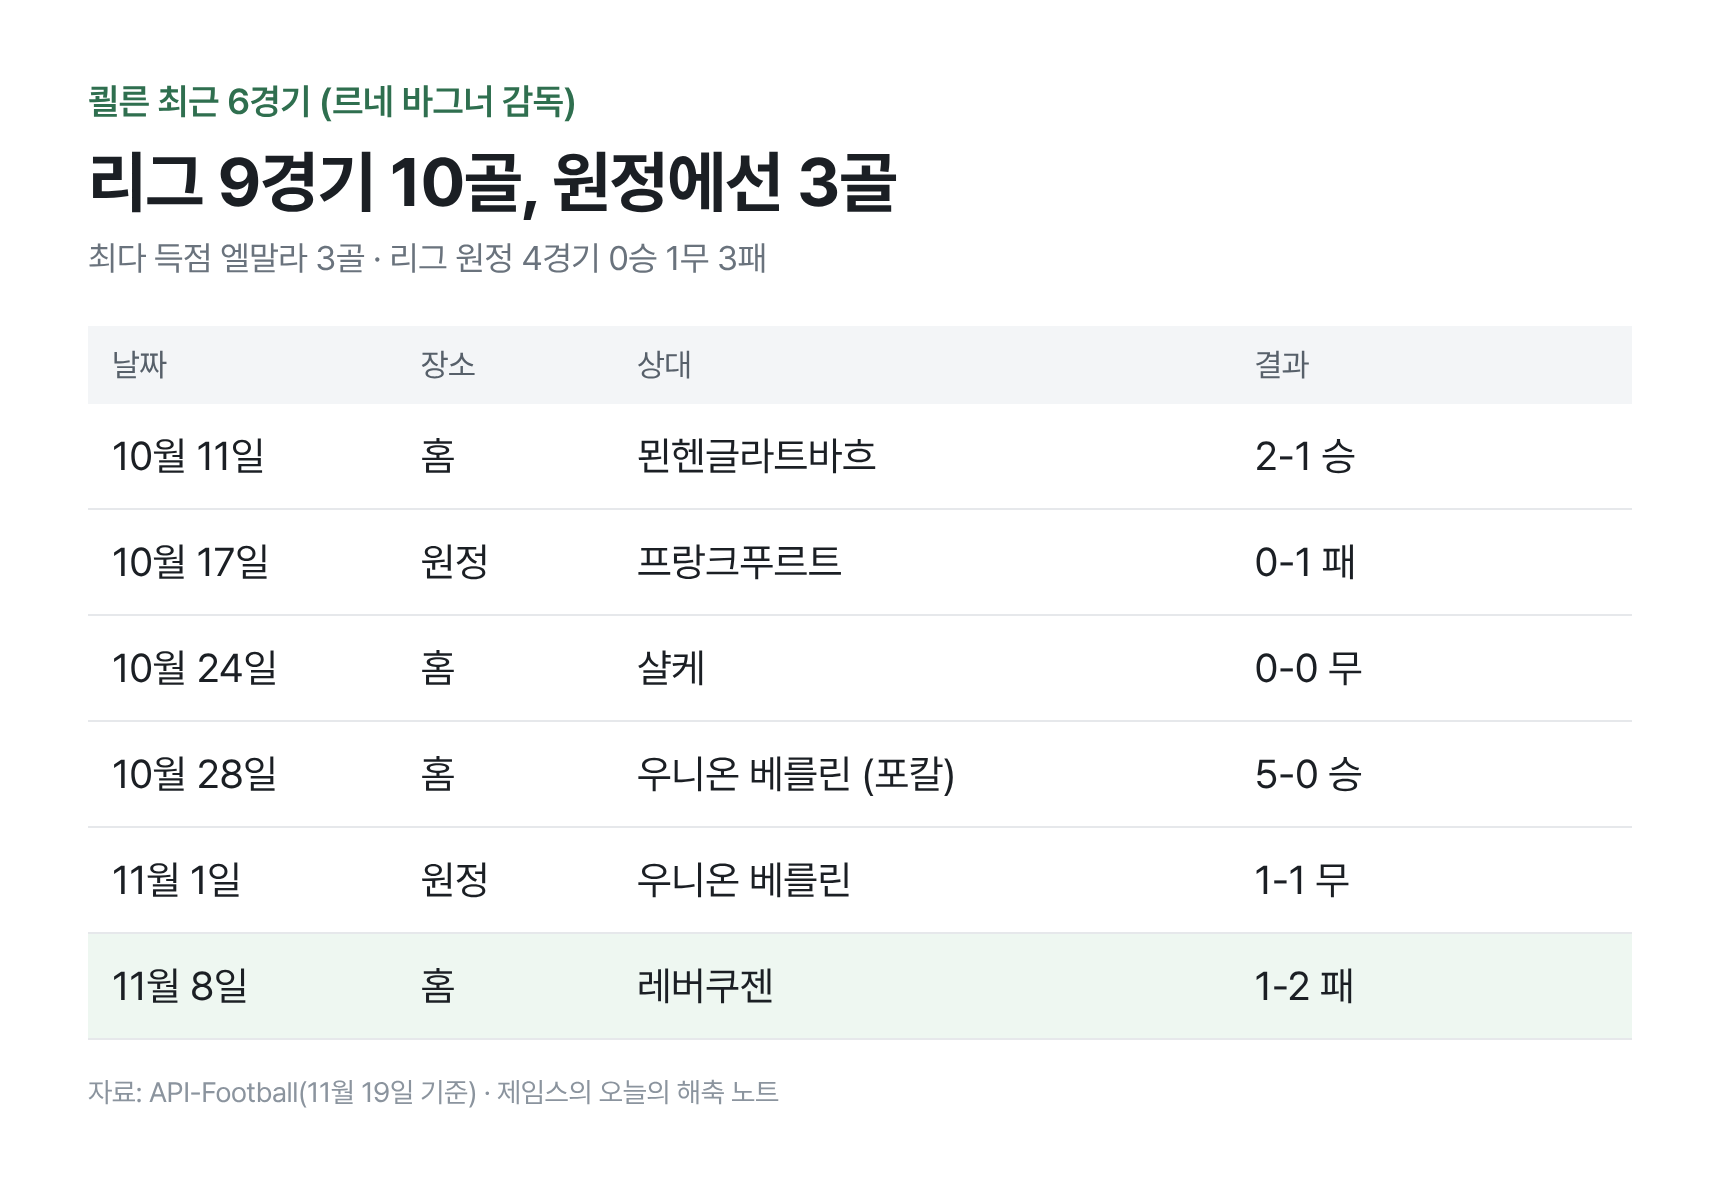 쾰른 최근 6경기 (르네 바그너 감독)
리그 9경기 10골, 원정에선 3골
최다 득점 엘말라 3골 · 리그 원정 4경기 0승 1무 3패
날짜 장소 상대 결과
10월 11일 홈 묀헨글라트바흐 2-1 승
10월 17일 원정 프랑크푸르트 0-1 패
10월 24일 홈 샬케 0-0 무
10월 28일 홈 우니온 베를린 (포칼) 5-0 승
11월 1일 원정 우니온 베를린 1-1 무
11월 8일 홈 레버쿠젠 1-2 패
자료: API-Football(11월 19일 기준) · 제임스의 오늘의 해축 노트